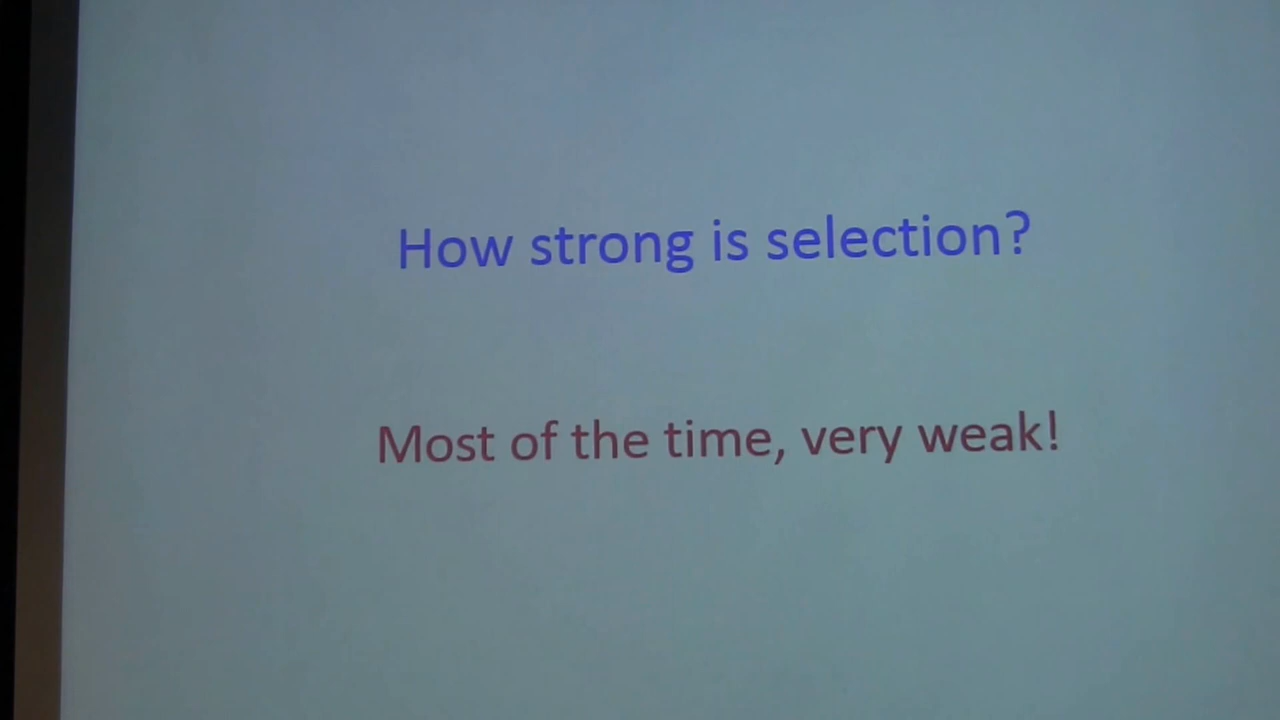 How strong is selection?
Most of the time, very weak!